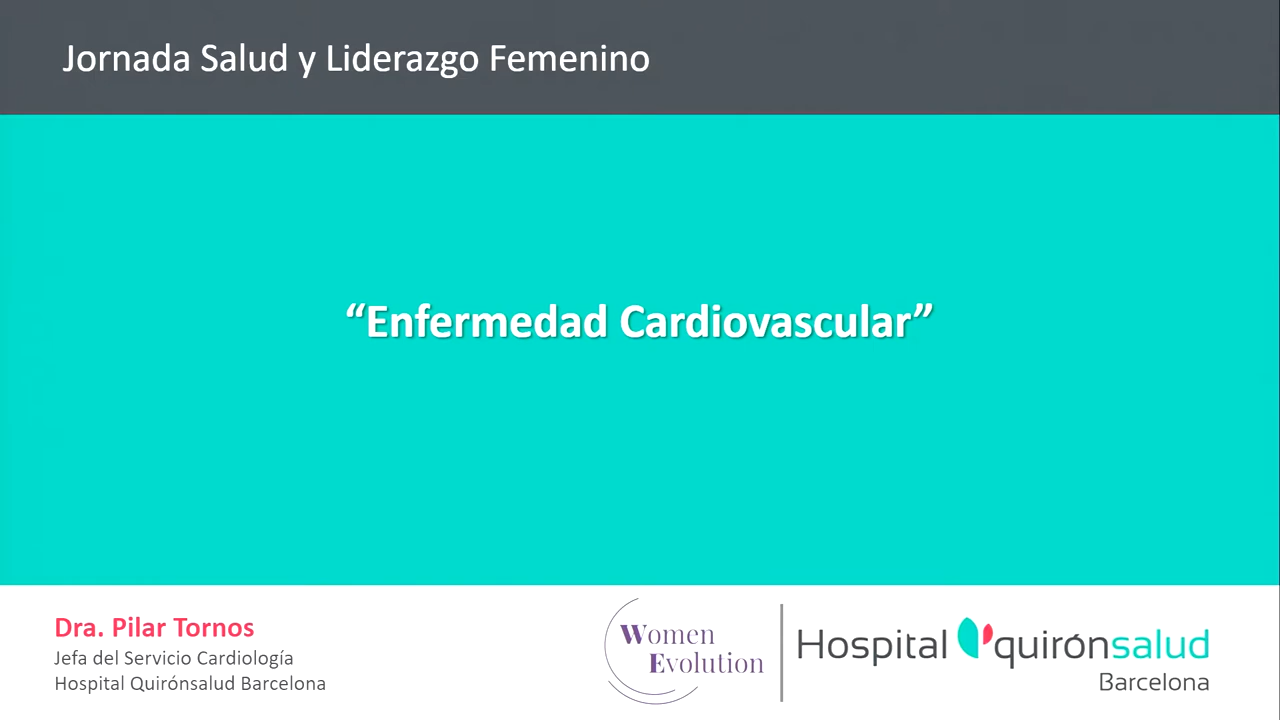 Jornada Salud y Liderazgo Femenino
“Enfermedad Cardiovascular”
Dra. Pilar Tornos
Jefa del Servicio Cardiología
Hospital Quirónsalud Barcelona
Women
Evolution
Hospital quirónsalud
Barcelona